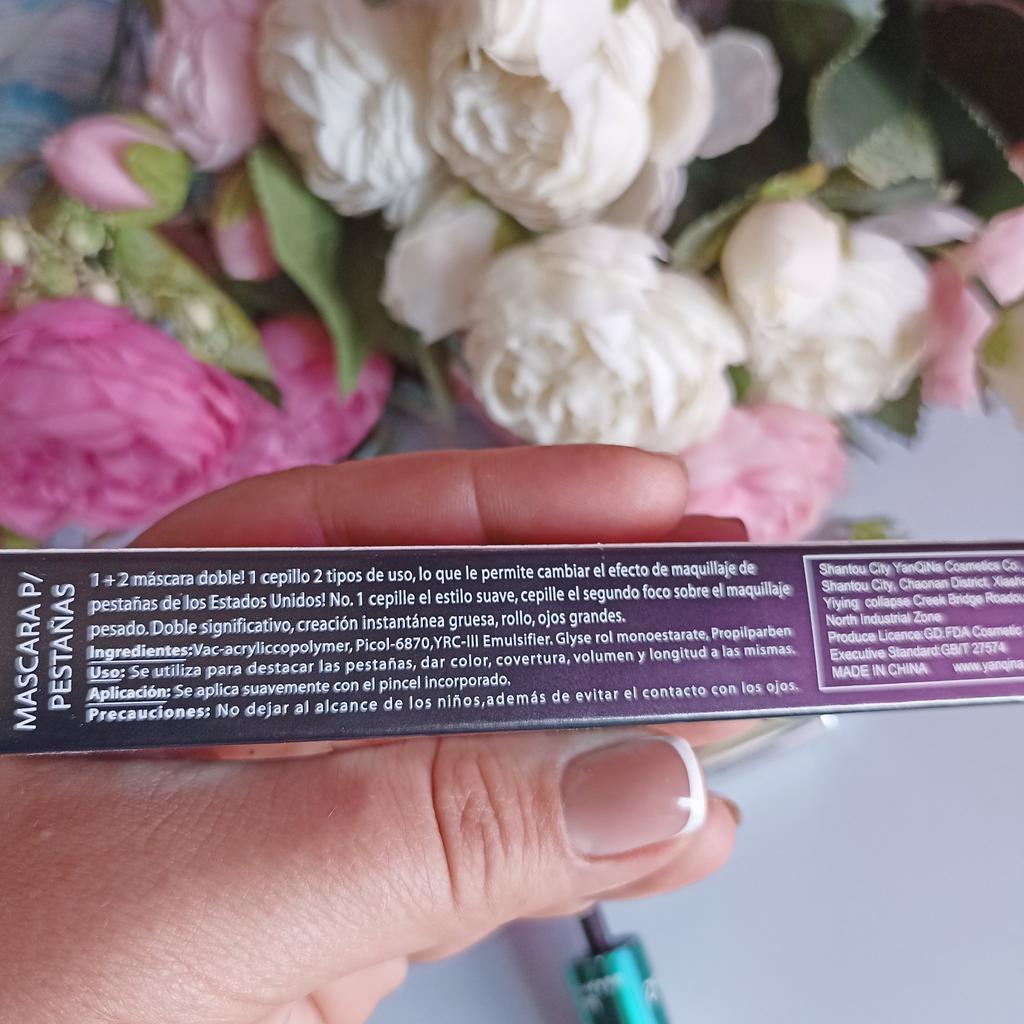 MASCARA P/
PESTAÑAS
1+2 máscara doble! 1 cepillo 2 tipos de uso, lo que le permite cambiar el efecto de maquillaje de
pestañas de los Estados Unidos! No. 1 cepille el estilo suave, cepille el segundo foco sobre el maquillaje
pesado. Doble significativo, creación instantánea gruesa, rollo, ojos grandes.
Ingredientes:Vac-acryliccopolymer, Picol-6870,YRC-III Emulsifier. Glyse rol monoestarate, Propilparben
Uso: Se utiliza para destacar las pestañas, dar color, covertura, volumen y longitud a las mismas.
Aplicación: Se aplica suavemente con el pincel incorporado.
Precauciones: No dejar al alcance de los niños,además de evitar el contacto con los ojos.
Shantou City YanQiNa Cosmetics Co.,
Shantou City, Chaonan District,
Yiying collapse Creek Bridge
North Industrial Zone
Produce Licence:GD.FDA Cosmetic
Executive Standard:GB/T 27574
MADE IN CHINA www.yanqina